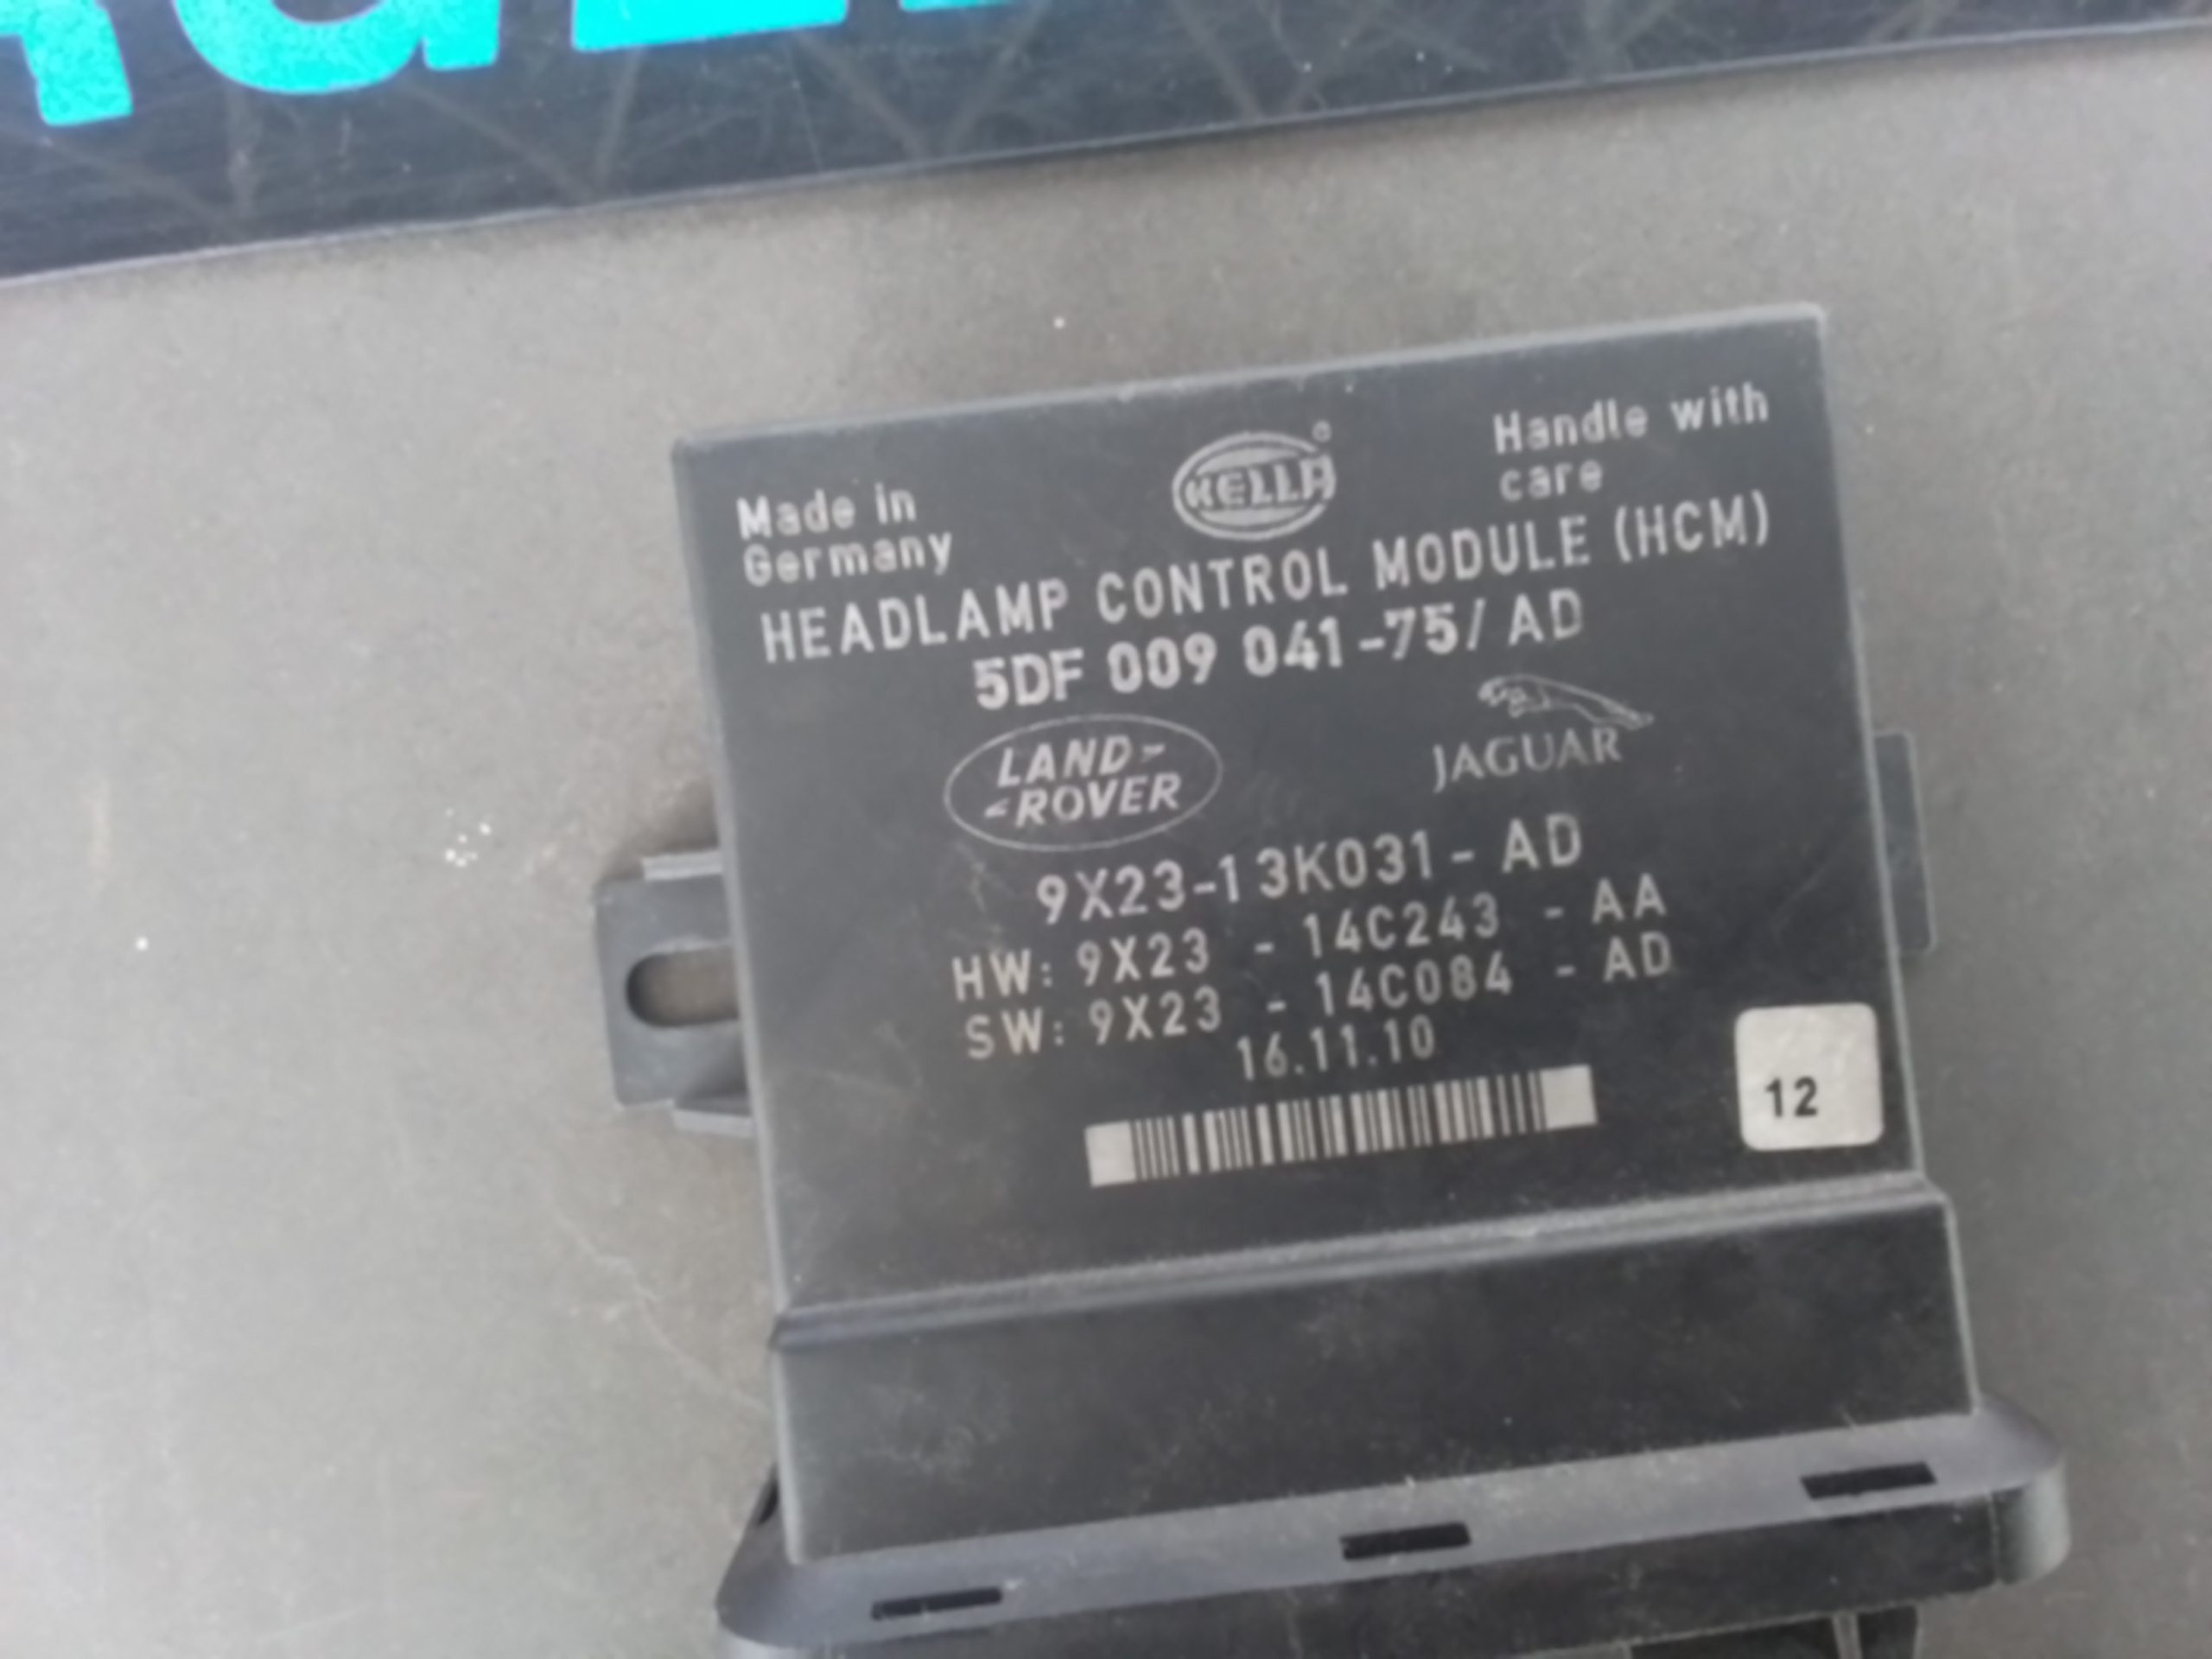 Made in
Germany
HELLA®
Handle with
care
HEADLAMP CONTROL MODULE (HCM)
5DF 009 041-75/ AD
LAND-
-ROVER
JAGUAR
9X23-13K031- AD
HW: 9X23 - 14C243 - AA
SW: 9X23 - 14C084 - AD
16.11.10
12